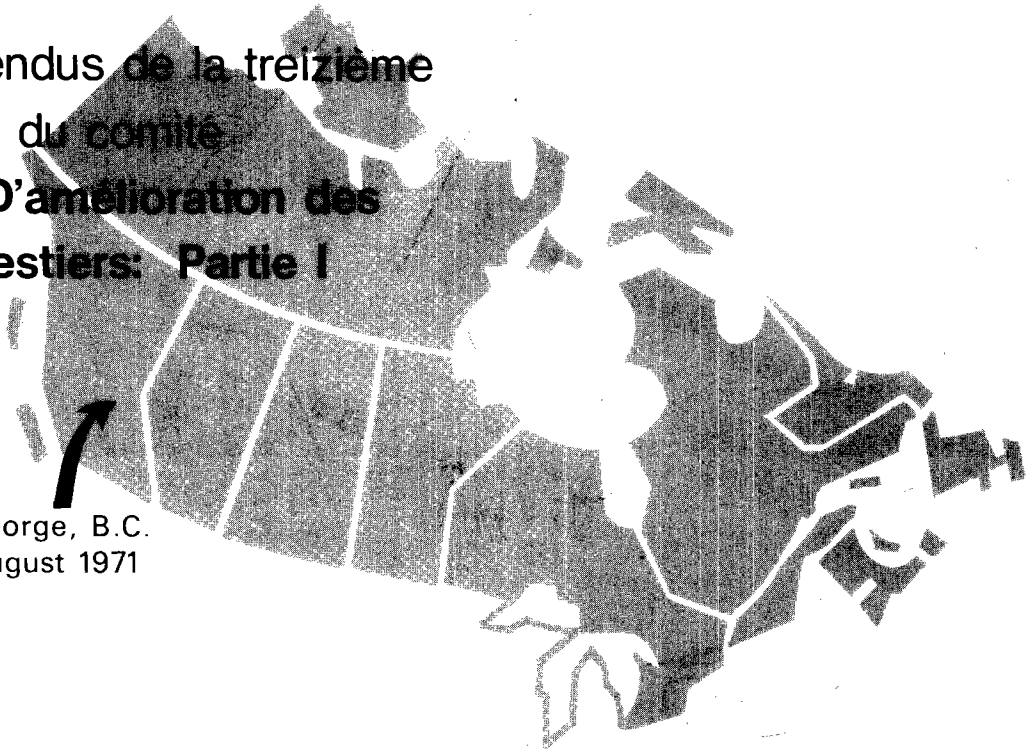 endus de la treizième
du comité
D'amélioration des
estiers: Partie I
orge, B.C.
ugust 1971